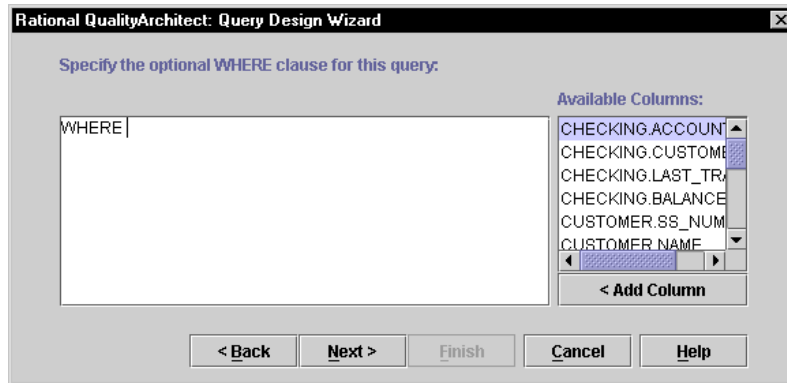 Rational QualityArchitect: Query Design Wizard
Specify the optional WHERE clause for this query:
Available Columns:
WHERE
CHECKING.ACCOUNT
CHECKING.CUSTOME
CHECKING.LAST_TRA
CHECKING.BALANCE
CUSTOMER.SS_NUM
CUSTOMER.NAME
< Add Column
< Back
Next >
Finish
Cancel
Help